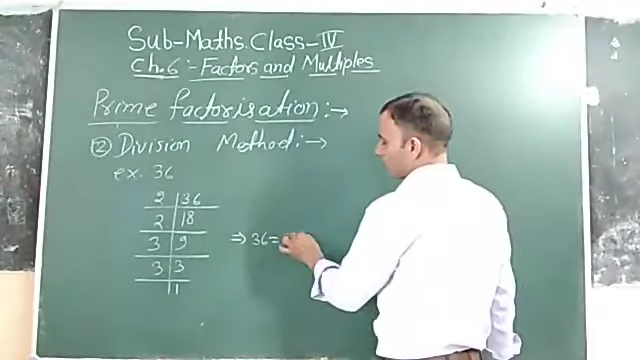 Sub-Maths. Class-IV
Ch.6:- Factors and Multiples
Prime factorisation:→
② Division Method:→
ex. 36
2 | 36
2 | 18
3 | 9
3 | 3
| 1
⇒ 36=